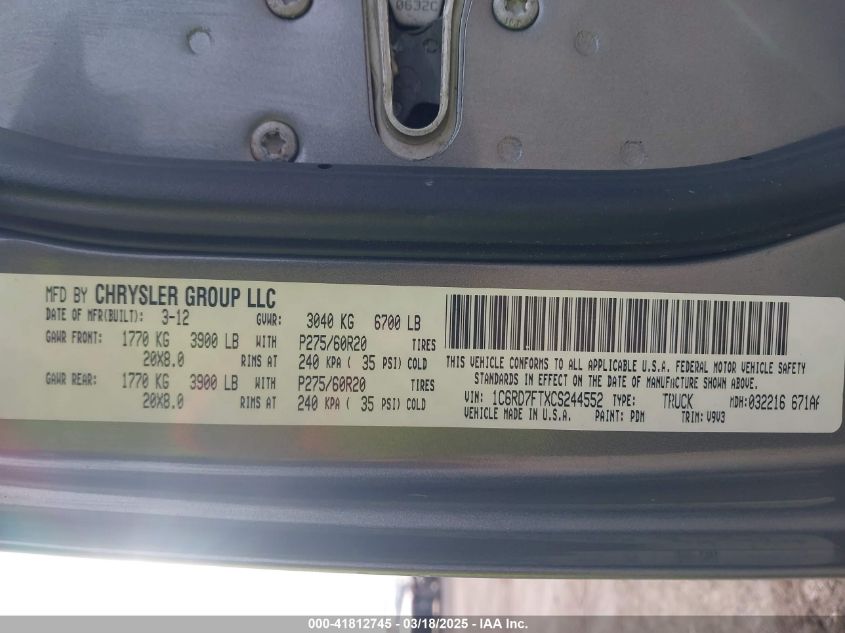 06J2C
MFD BY CHRYSLER GROUP LLC
DATE OF MFR(BUILT): 3-12 GVWR: 3040 KG 6700 LB
GAWR FRONT: 1770 KG 3900 LB WITH P275/60R20 TIRES
20X8.0 RIMS AT 240 KPA ( 35 PSI) COLD
GAWR REAR: 1770 KG 3900 LB WITH P275/60R20 TIRES
20X8.0 RIMS AT 240 KPA ( 35 PSI) COLD
THIS VEHICLE CONFORMS TO ALL APPLICABLE U.S.A. FEDERAL MOTOR VEHICLE SAFETY
STANDARDS IN EFFECT ON THE DATE OF MANUFACTURE SHOWN ABOVE.
VIN: 1C6RD7FTXCS244552 TYPE: TRUCK MDH: 032216 671AA
VEHICLE MADE IN U.S.A. PAINT: PDM TRIM: V9V3
000-41812745 - 03/18/2025 - IAA Inc.